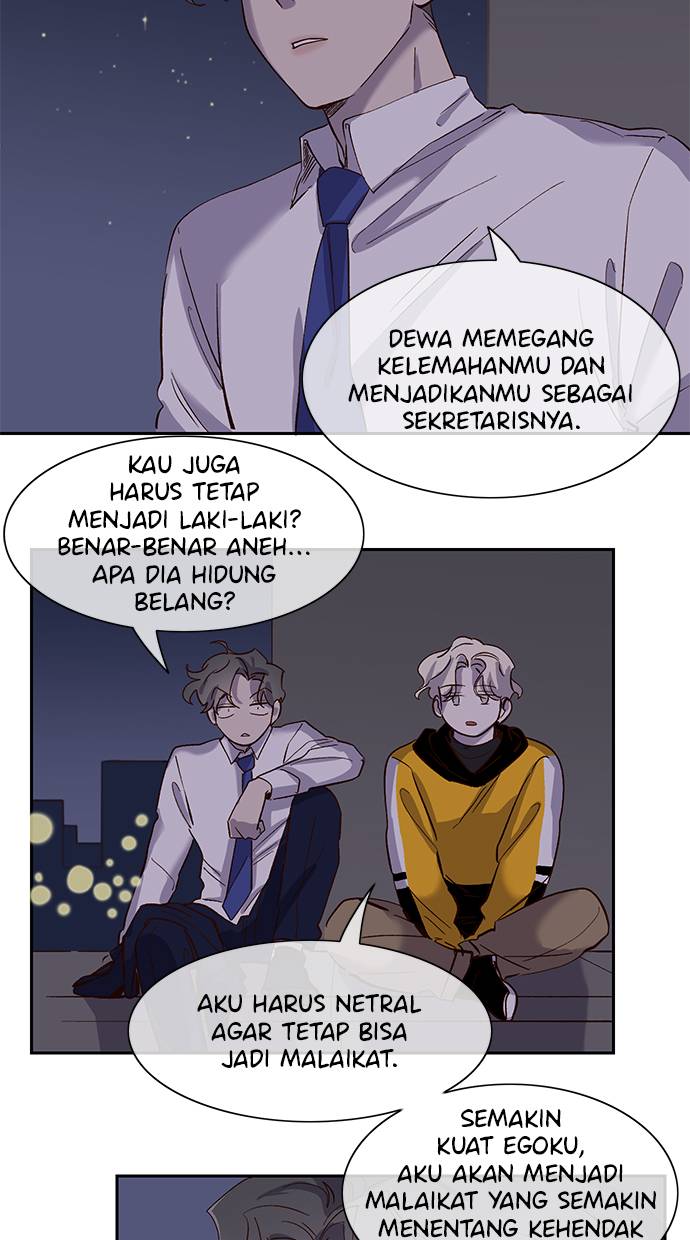 DEWA MEMEGANG
KELEMAHANMU DAN
MENJADIKANMU SEBAGAI
SEKRETARISNYA.
KAU JUGA
HARUS TETAP
MENJADI LAKI-LAKI?
BENAR-BENAR ANEH...
APA DIA HIDUNG
BELANG?
AKU HARUS NETRAL
AGAR TETAP BISA
JADI MALAIKAT.
SEMAKIN
KUAT EGOKU,
AKU AKAN MENJADI
MALAIKAT YANG SEMAKIN
MENENTANG KEHENDAK